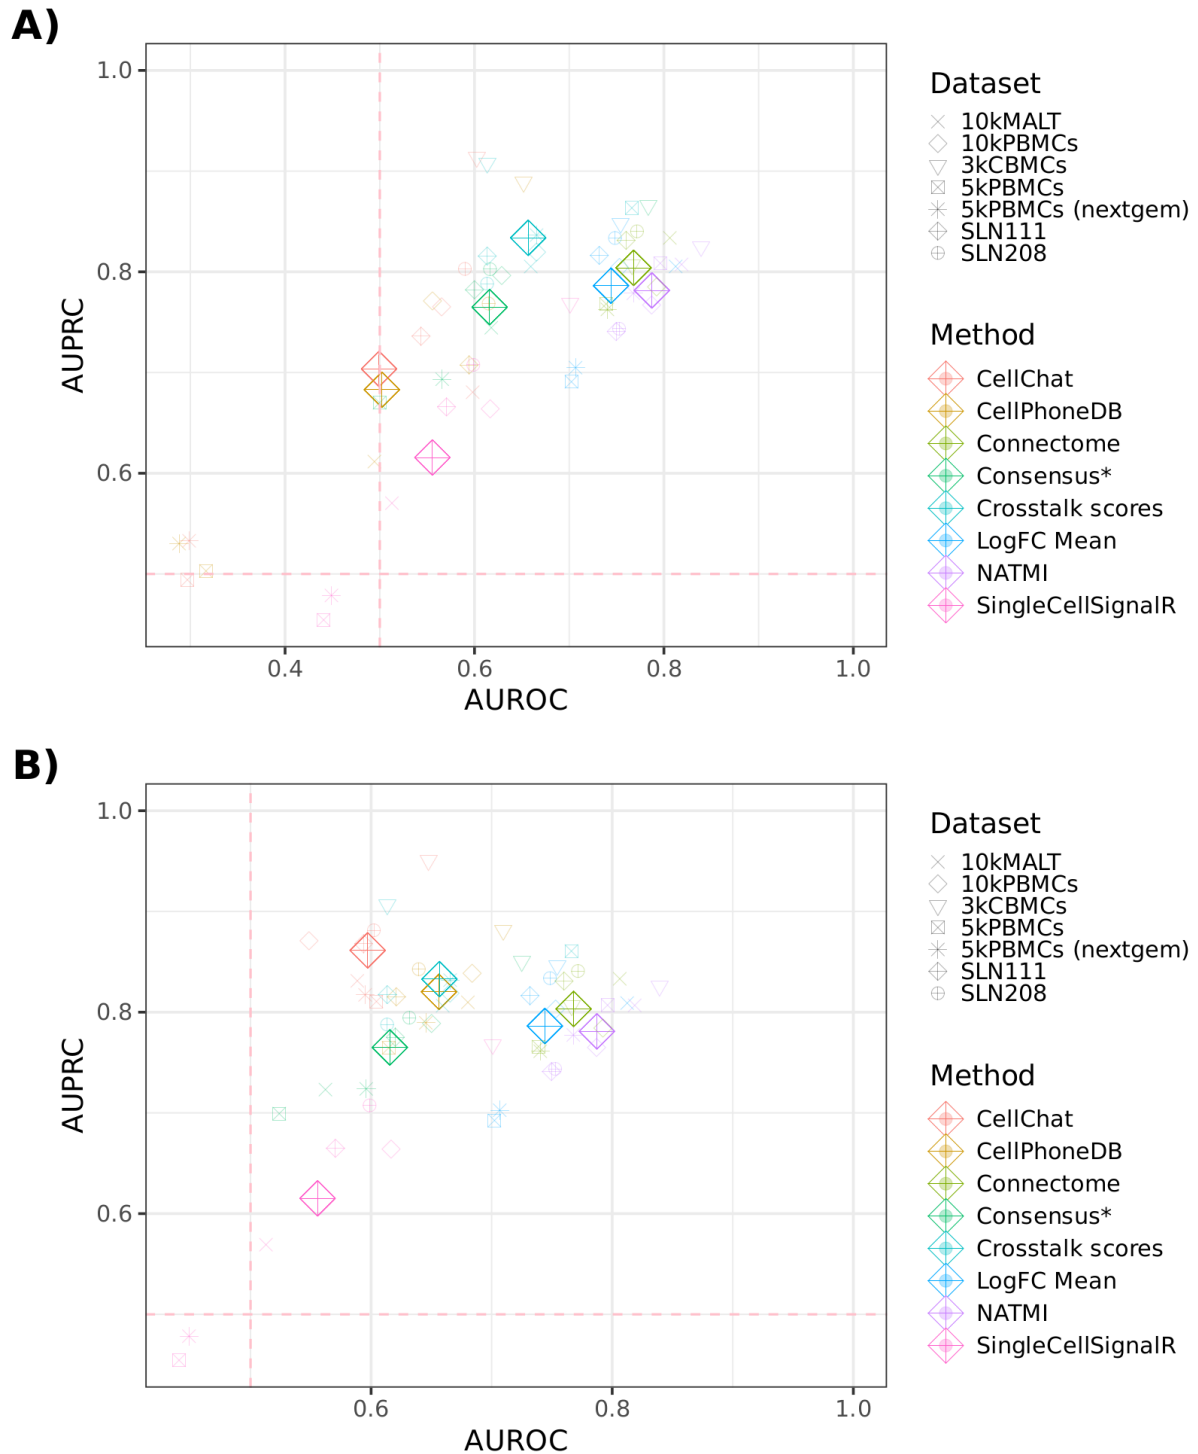 A)
1.0
0.8
0.6
AUPRC
0.4
0.6
0.8
1.0
AUROC
Dataset
10kMALT
10kPBMCs
3kCBMCs
5kPBMCs
5kPBMCs (nextgem)
SLN111
SLN208
Method
CellChat
CellPhoneDB
Connectome
Consensus*
Crosstalk scores
LogFC Mean
NATMI
SingleCellSignalR
B)
1.0
0.8
0.6
AUPRC
0.6
0.8
1.0
AUROC
Dataset
10kMALT
10kPBMCs
3kCBMCs
5kPBMCs
5kPBMCs (nextgem)
SLN111
SLN208
Method
CellChat
CellPhoneDB
Connectome
Consensus*
Crosstalk scores
LogFC Mean
NATMI
SingleCellSignalR